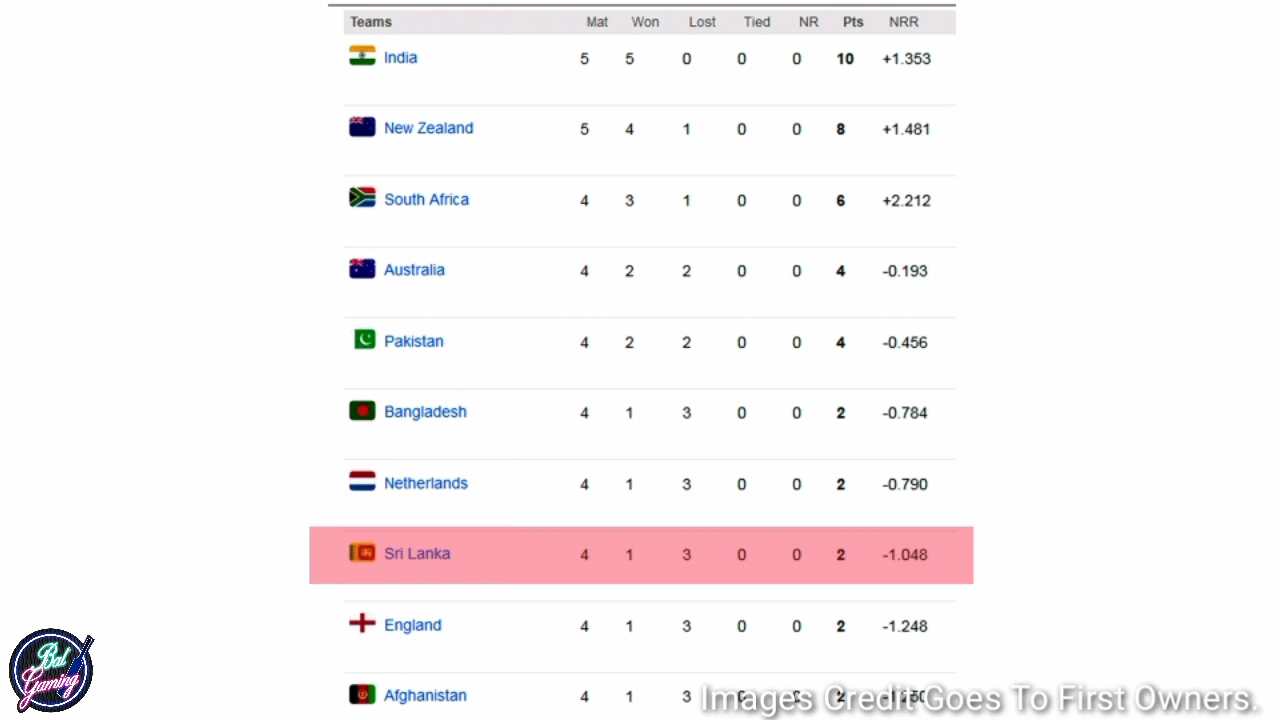 Teams Mat Won Lost Tied NR Pts NRR
India 5 5 0 0 0 10 +1.353
New Zealand 5 4 1 0 0 8 +1.481
South Africa 4 3 1 0 0 6 +2.212
Australia 4 2 2 0 0 4 -0.193
Pakistan 4 2 2 0 0 4 -0.456
Bangladesh 4 1 3 0 0 2 -0.784
Netherlands 4 1 3 0 0 2 -0.790
Sri Lanka 4 1 3 0 0 2 -1.048
England 4 1 3 0 0 2 -1.248
Afghanistan 4 1 3
Images Credit Goes To First Owners.
Bal
Gaming